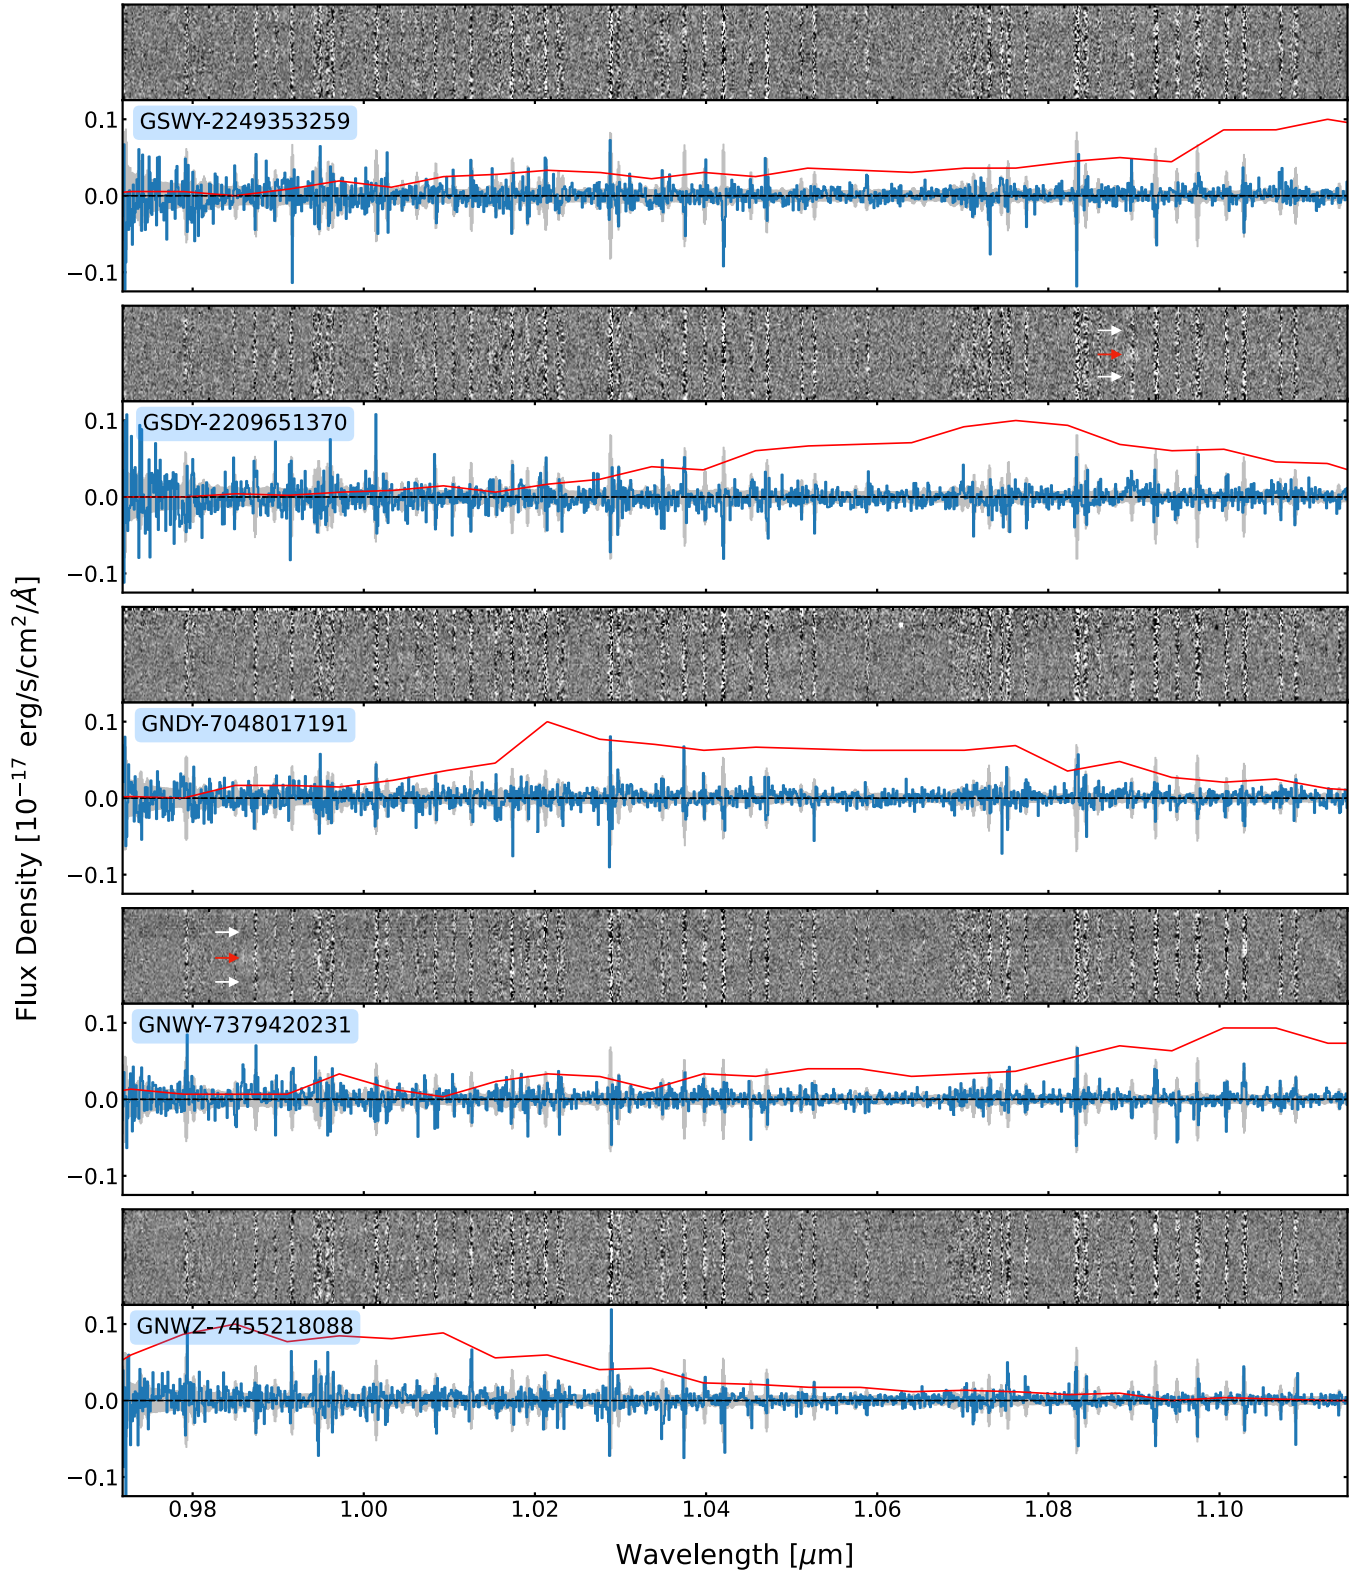 GSWY-2249353259
0.1
0.0
−0.1
GSDY-2209651370
0.1
0.0
−0.1
GNDY-7048017191
0.1
0.0
−0.1
GNWY-7379420231
0.1
0.0
−0.1
GNWZ-7455218088
0.1
0.0
−0.1
0.98 1.00 1.02 1.04 1.06 1.08 1.10
Wavelength [μm]
Flux Density [10⁻¹⁷ erg/s/cm²/Å]